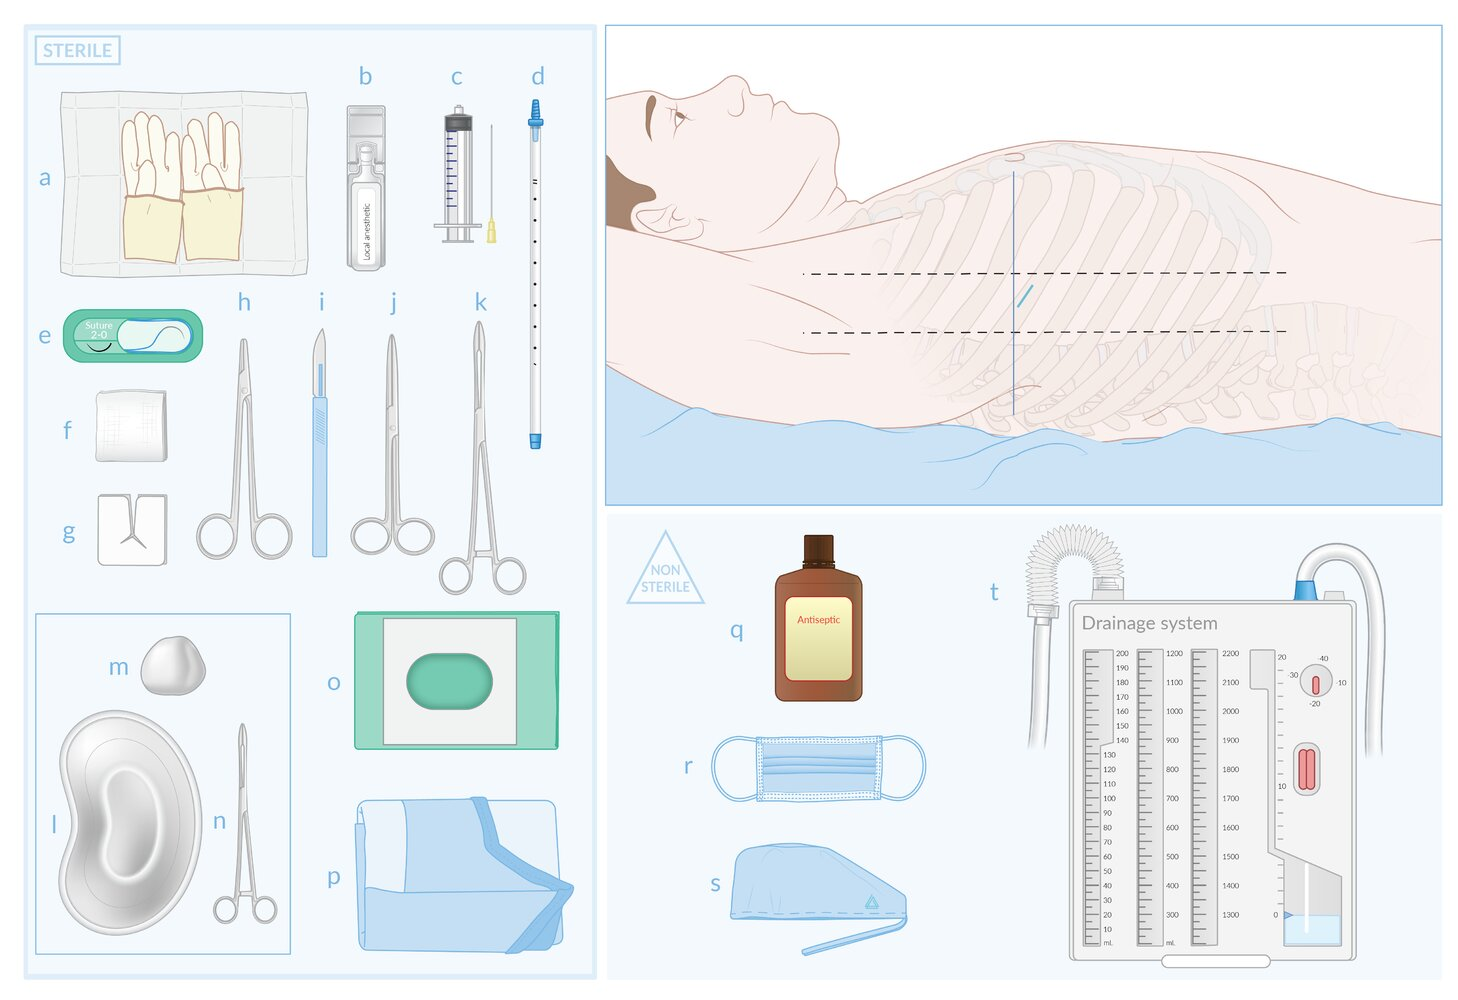 STERILE
a
b
c
d
Local anesthetic
e
Suture
2-0
f
g
h
i
j
k
l
m
n
o
p
NON
STERILE
q
Antiseptic
r
s
t
Drainage system
200
190
180
170
160
150
140
130
120
110
100
90
80
70
60
50
40
30
20
10
mL
1200
1100
1000
900
800
700
600
500
400
300
mL
2200
2100
2000
1900
1800
1700
1600
1500
1400
1300
20
10
0
-40
-30
-10
-20